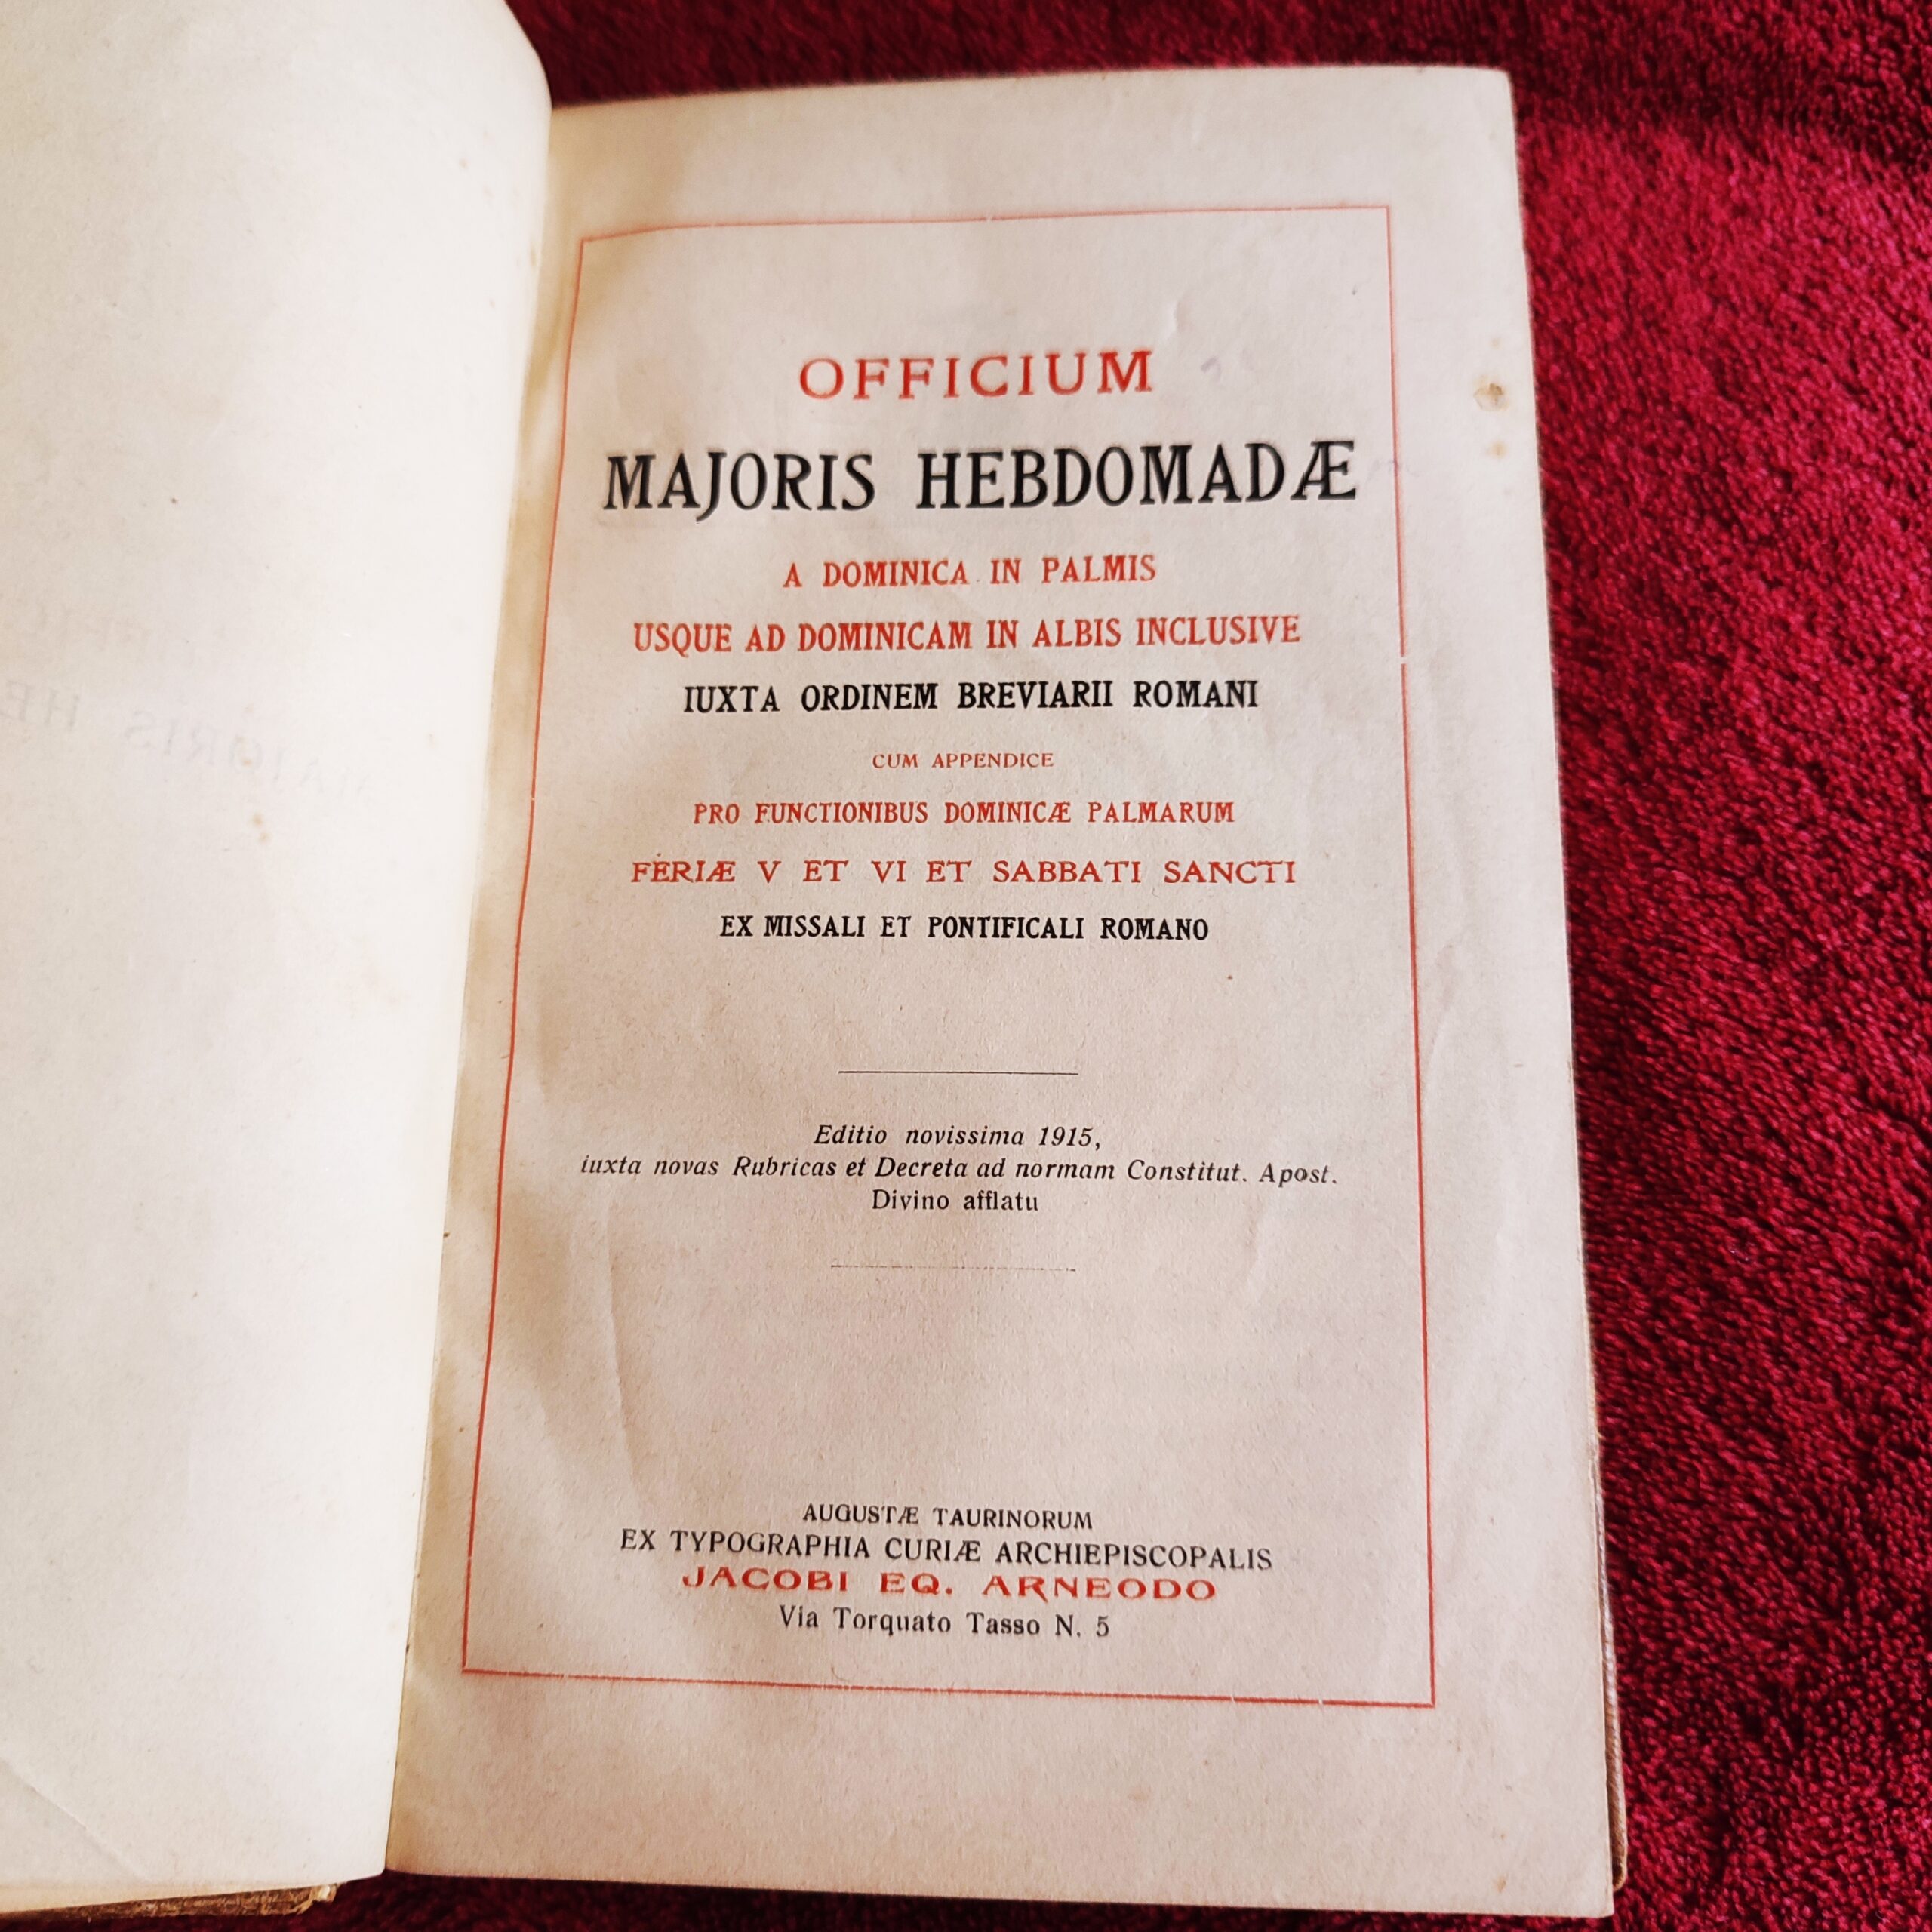 OFFICIUM
MAJORIS HEBDOMADÆ
A DOMINICA IN PALMIS
USQUE AD DOMINICAM IN ALBIS INCLUSIVE
IUXTA ORDINEM BREVIARII ROMANI
CUM APPENDICE
PRO FUNCTIONIBUS DOMINICÆ PALMARUM
FERIÆ V ET VI ET SABBATI SANCTI
EX MISSALI ET PONTIFICALI ROMANO
Editio novissima 1915,
iuxta novas Rubricas et Decreta ad normam Constitut. Apost.
Divino afflatu
AUGUSTÆ TAURINORUM
EX TYPOGRAPHIA CURIÆ ARCHIEPISCOPALIS
JACOBI EQ. ARNEODO
Via Torquato Tasso N. 5